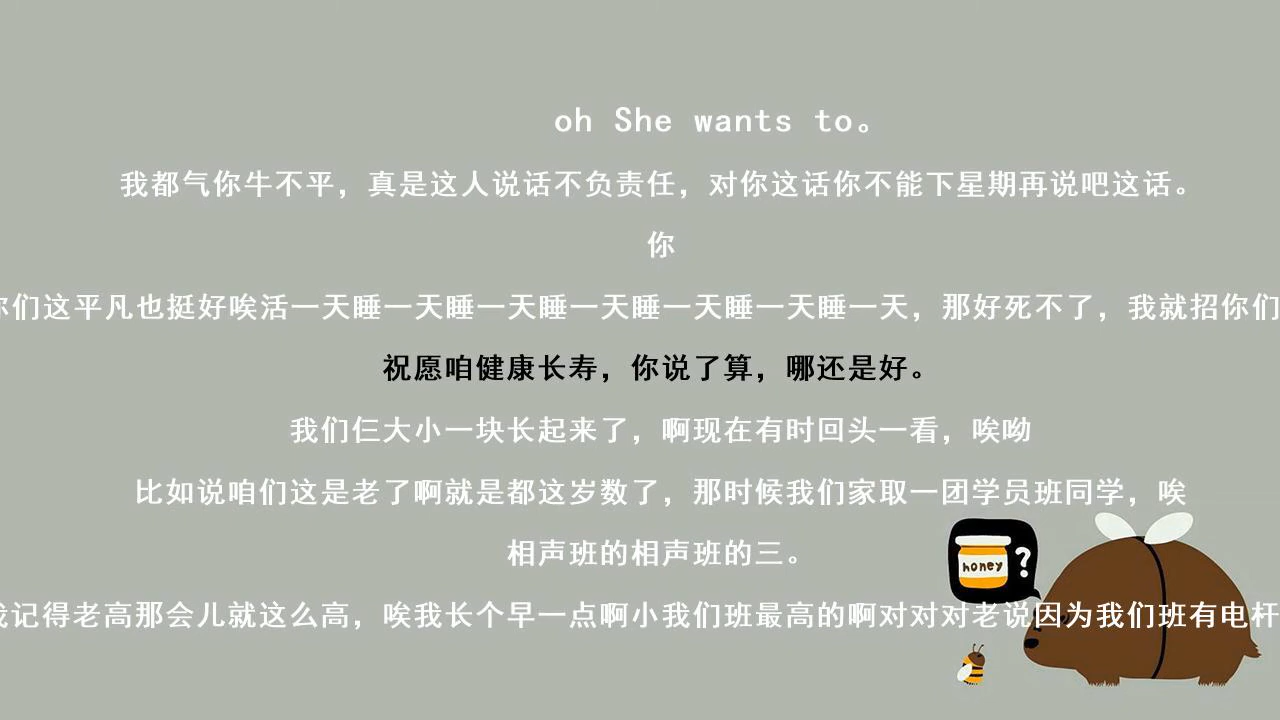 oh She wants to。
我都气你牛不平，真是这人说话不负责任，对你这话你不能下星期再说吧这话。
你
你们这平凡也挺好唉活一天睡一天睡一天睡一天睡一天睡一天睡一天，那好死不了，我就招你们
祝愿咱健康长寿，你说了算，哪还是好。
我们仨大小一块长起来了，啊现在有时回头一看，唉呦
比如说咱们这是老了啊就是都这岁数了，那时候我们家取一团学员班同学，唉
相声班的相声班的三。
honey ?
我记得老高那会儿就这么高，唉我长个早一点啊小我们班最高的啊对对对老说因为我们班有电杆